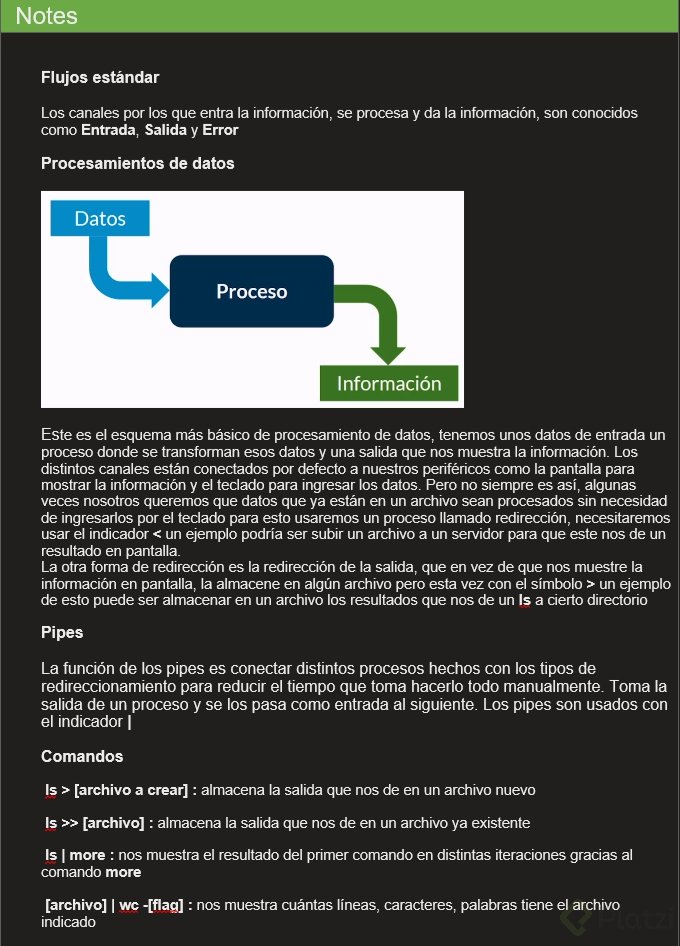 Notes
Flujos estándar
Los canales por los que entra la información, se procesa y da la información, son conocidos
como Entrada, Salida y Error
Procesamientos de datos
Datos
Proceso
Información
Este es el esquema más básico de procesamiento de datos, tenemos unos datos de entrada un
proceso donde se transforman esos datos y una salida que nos muestra la información. Los
distintos canales están conectados por defecto a nuestros periféricos como la pantalla para
mostrar la información y el teclado para ingresar los datos. Pero no siempre es así, algunas
veces nosotros queremos que datos que ya están en un archivo sean procesados sin necesidad
de ingresarlos por el teclado para esto usaremos un proceso llamado redirección, necesitaremos
usar el indicador < un ejemplo podría ser subir un archivo a un servidor para que este nos de un
resultado en pantalla.
La otra forma de redirección es la redirección de la salida, que en vez de que nos muestre la
información en pantalla, la almacene en algún archivo pero esta vez con el símbolo > un ejemplo
de esto puede ser almacenar en un archivo los resultados que nos de un ls a cierto directorio
Pipes
La función de los pipes es conectar distintos procesos hechos con los tipos de
redireccionamiento para reducir el tiempo que toma hacerlo todo manualmente. Toma la
salida de un proceso y se los pasa como entrada al siguiente. Los pipes son usados con
el indicador |
Comandos
ls > [archivo a crear] : almacena la salida que nos de en un archivo nuevo
ls >> [archivo] : almacena la salida que nos de en un archivo ya existente
ls | more : nos muestra el resultado del primer comando en distintas iteraciones gracias al
comando more
[archivo] | wc -[flag] : nos muestra cuántas líneas, caracteres, palabras tiene el archivo
indicado
Platzi